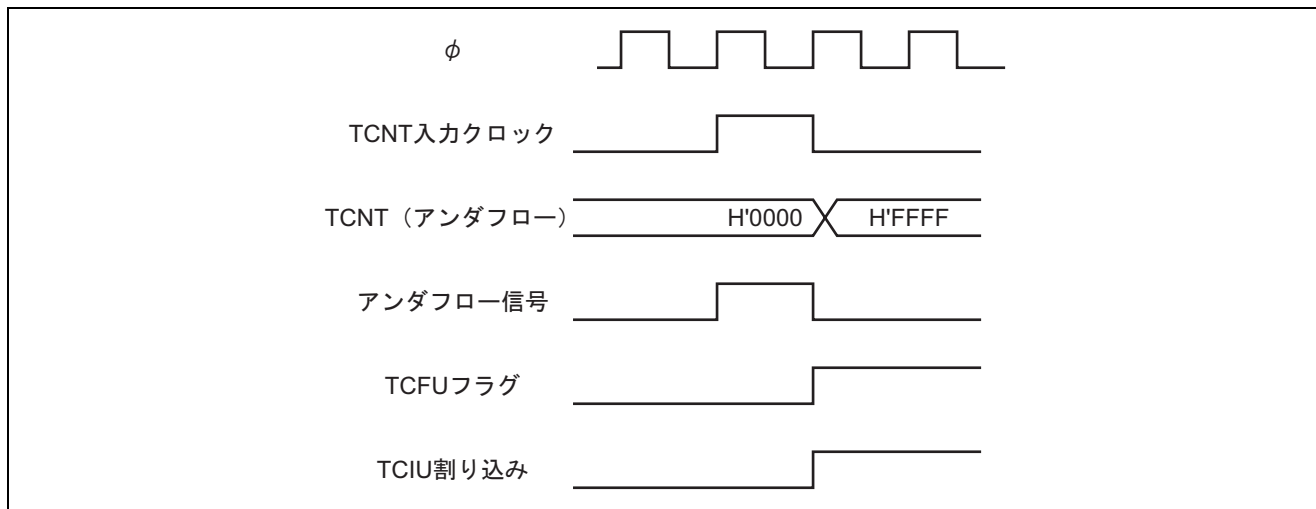 φ
TCNT入力クロック
TCNT（アンダフロー） H'0000 H'FFFF
アンダフロー信号
TCFUフラグ
TCIU割り込み